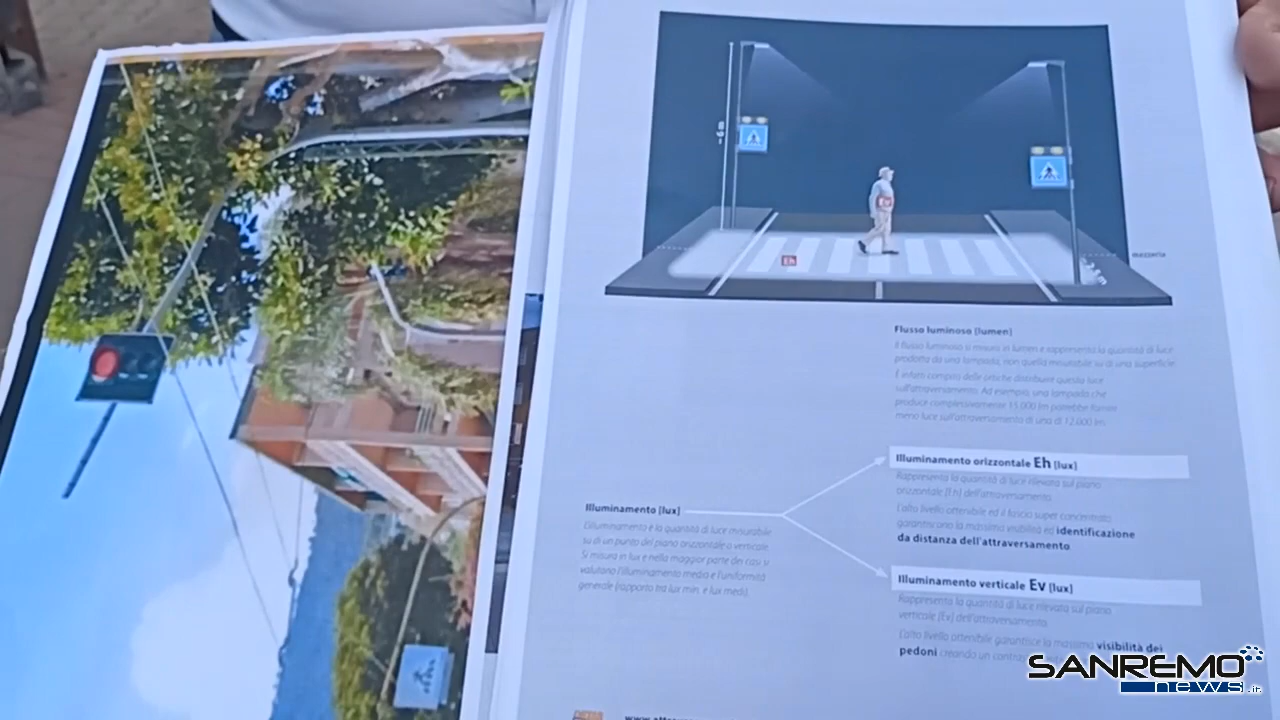 ~ 6 m
Ev
Eh
mezzeria
Flusso luminoso [lumen]
Il flusso luminoso si misura in lumen e rappresenta la quantità di luce
prodotta da una lampada, non quella misurabile su di una superficie.
È infatti compito delle ottiche distribuire questa luce
sull'attraversamento. Ad esempio, una lampada che
produce complessivamente 15.000 lm potrebbe fornire
meno luce sull'attraversamento di una di 12.000 lm.
Illuminamento [lux]
L'illuminamento è la quantità di luce misurabile
su di un punto del piano orizzontale o verticale.
Si misura in lux e nella maggior parte dei casi si
valutano l'illuminamento medio e l'uniformità
generale (rapporto tra lux min. e lux medi).
Illuminamento orizzontale Eh [lux]
Rappresenta la quantità di luce rilevata sul piano
orizzontale [Eh] dell'attraversamento.
L'alto livello ottenibile ed il fascio super concentrato
garantiscono la massima visibilità ed identificazione
da distanza dell'attraversamento.
Illuminamento verticale Ev [lux]
Rappresenta la quantità di luce rilevata sul piano
verticale [Ev] dell'attraversamento.
L'alto livello ottenibile garantisce la massima visibilità dei
pedoni creando un
SANREMO
news.it